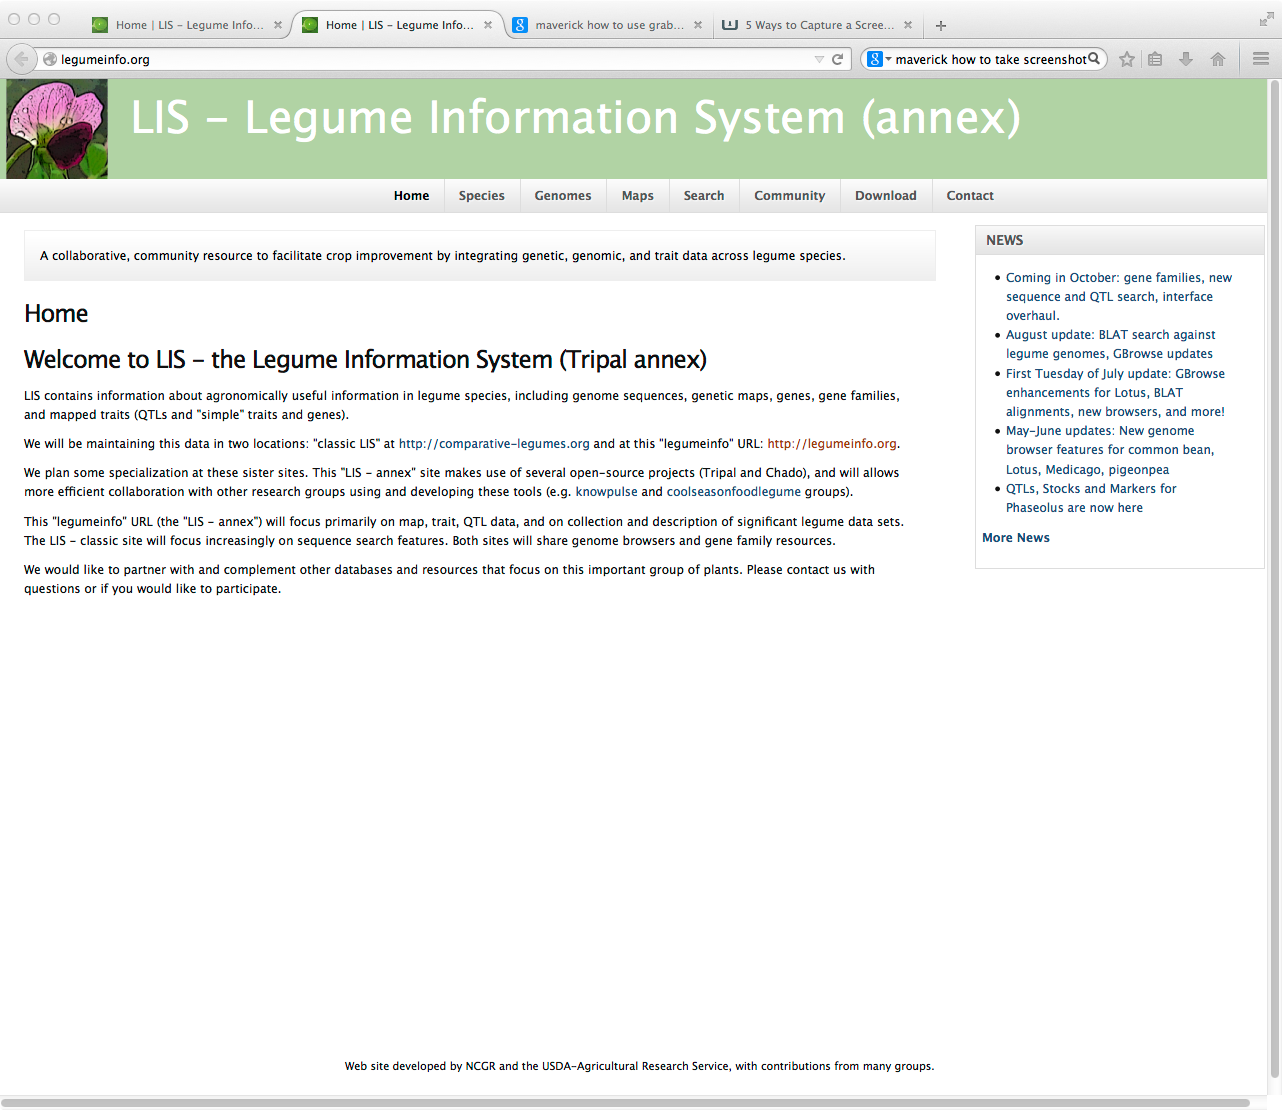 Home | LIS - Legume Info...
Home | LIS - Legume Info...
maverick how to use grab...
5 Ways to Capture a Scree...
legumeinfo.org
maverick how to take screenshot
LIS - Legume Information System (annex)
Home Species Genomes Maps Search Community Download Contact
A collaborative, community resource to facilitate crop improvement by integrating genetic, genomic, and trait data across legume species.
Home
Welcome to LIS - the Legume Information System (Tripal annex)
LIS contains information about agronomically useful information in legume species, including genome sequences, genetic maps, genes, gene families,
and mapped traits (QTLs and "simple" traits and genes).
We will be maintaining this data in two locations: "classic LIS" at http://comparative-legumes.org and at this "legumeinfo" URL: http://legumeinfo.org.
We plan some specialization at these sister sites. This "LIS - annex" site makes use of several open-source projects (Tripal and Chado), and will allows
more efficient collaboration with other research groups using and developing these tools (e.g. knowpulse and coolseasonfoodlegume groups).
This "legumeinfo" URL (the "LIS - annex") will focus primarily on map, trait, QTL data, and on collection and description of significant legume data sets.
The LIS - classic site will focus increasingly on sequence search features. Both sites will share genome browsers and gene family resources.
We would like to partner with and complement other databases and resources that focus on this important group of plants. Please contact us with
questions or if you would like to participate.
NEWS
Coming in October: gene families, new
sequence and QTL search, interface
overhaul.
August update: BLAT search against
legume genomes, GBrowse updates
First Tuesday of July update: GBrowse
enhancements for Lotus, BLAT
alignments, new browsers, and more!
May-June updates: New genome
browser features for common bean,
Lotus, Medicago, pigeonpea
QTLs, Stocks and Markers for
Phaseolus are now here
More News
Web site developed by NCGR and the USDA-Agricultural Research Service, with contributions from many groups.